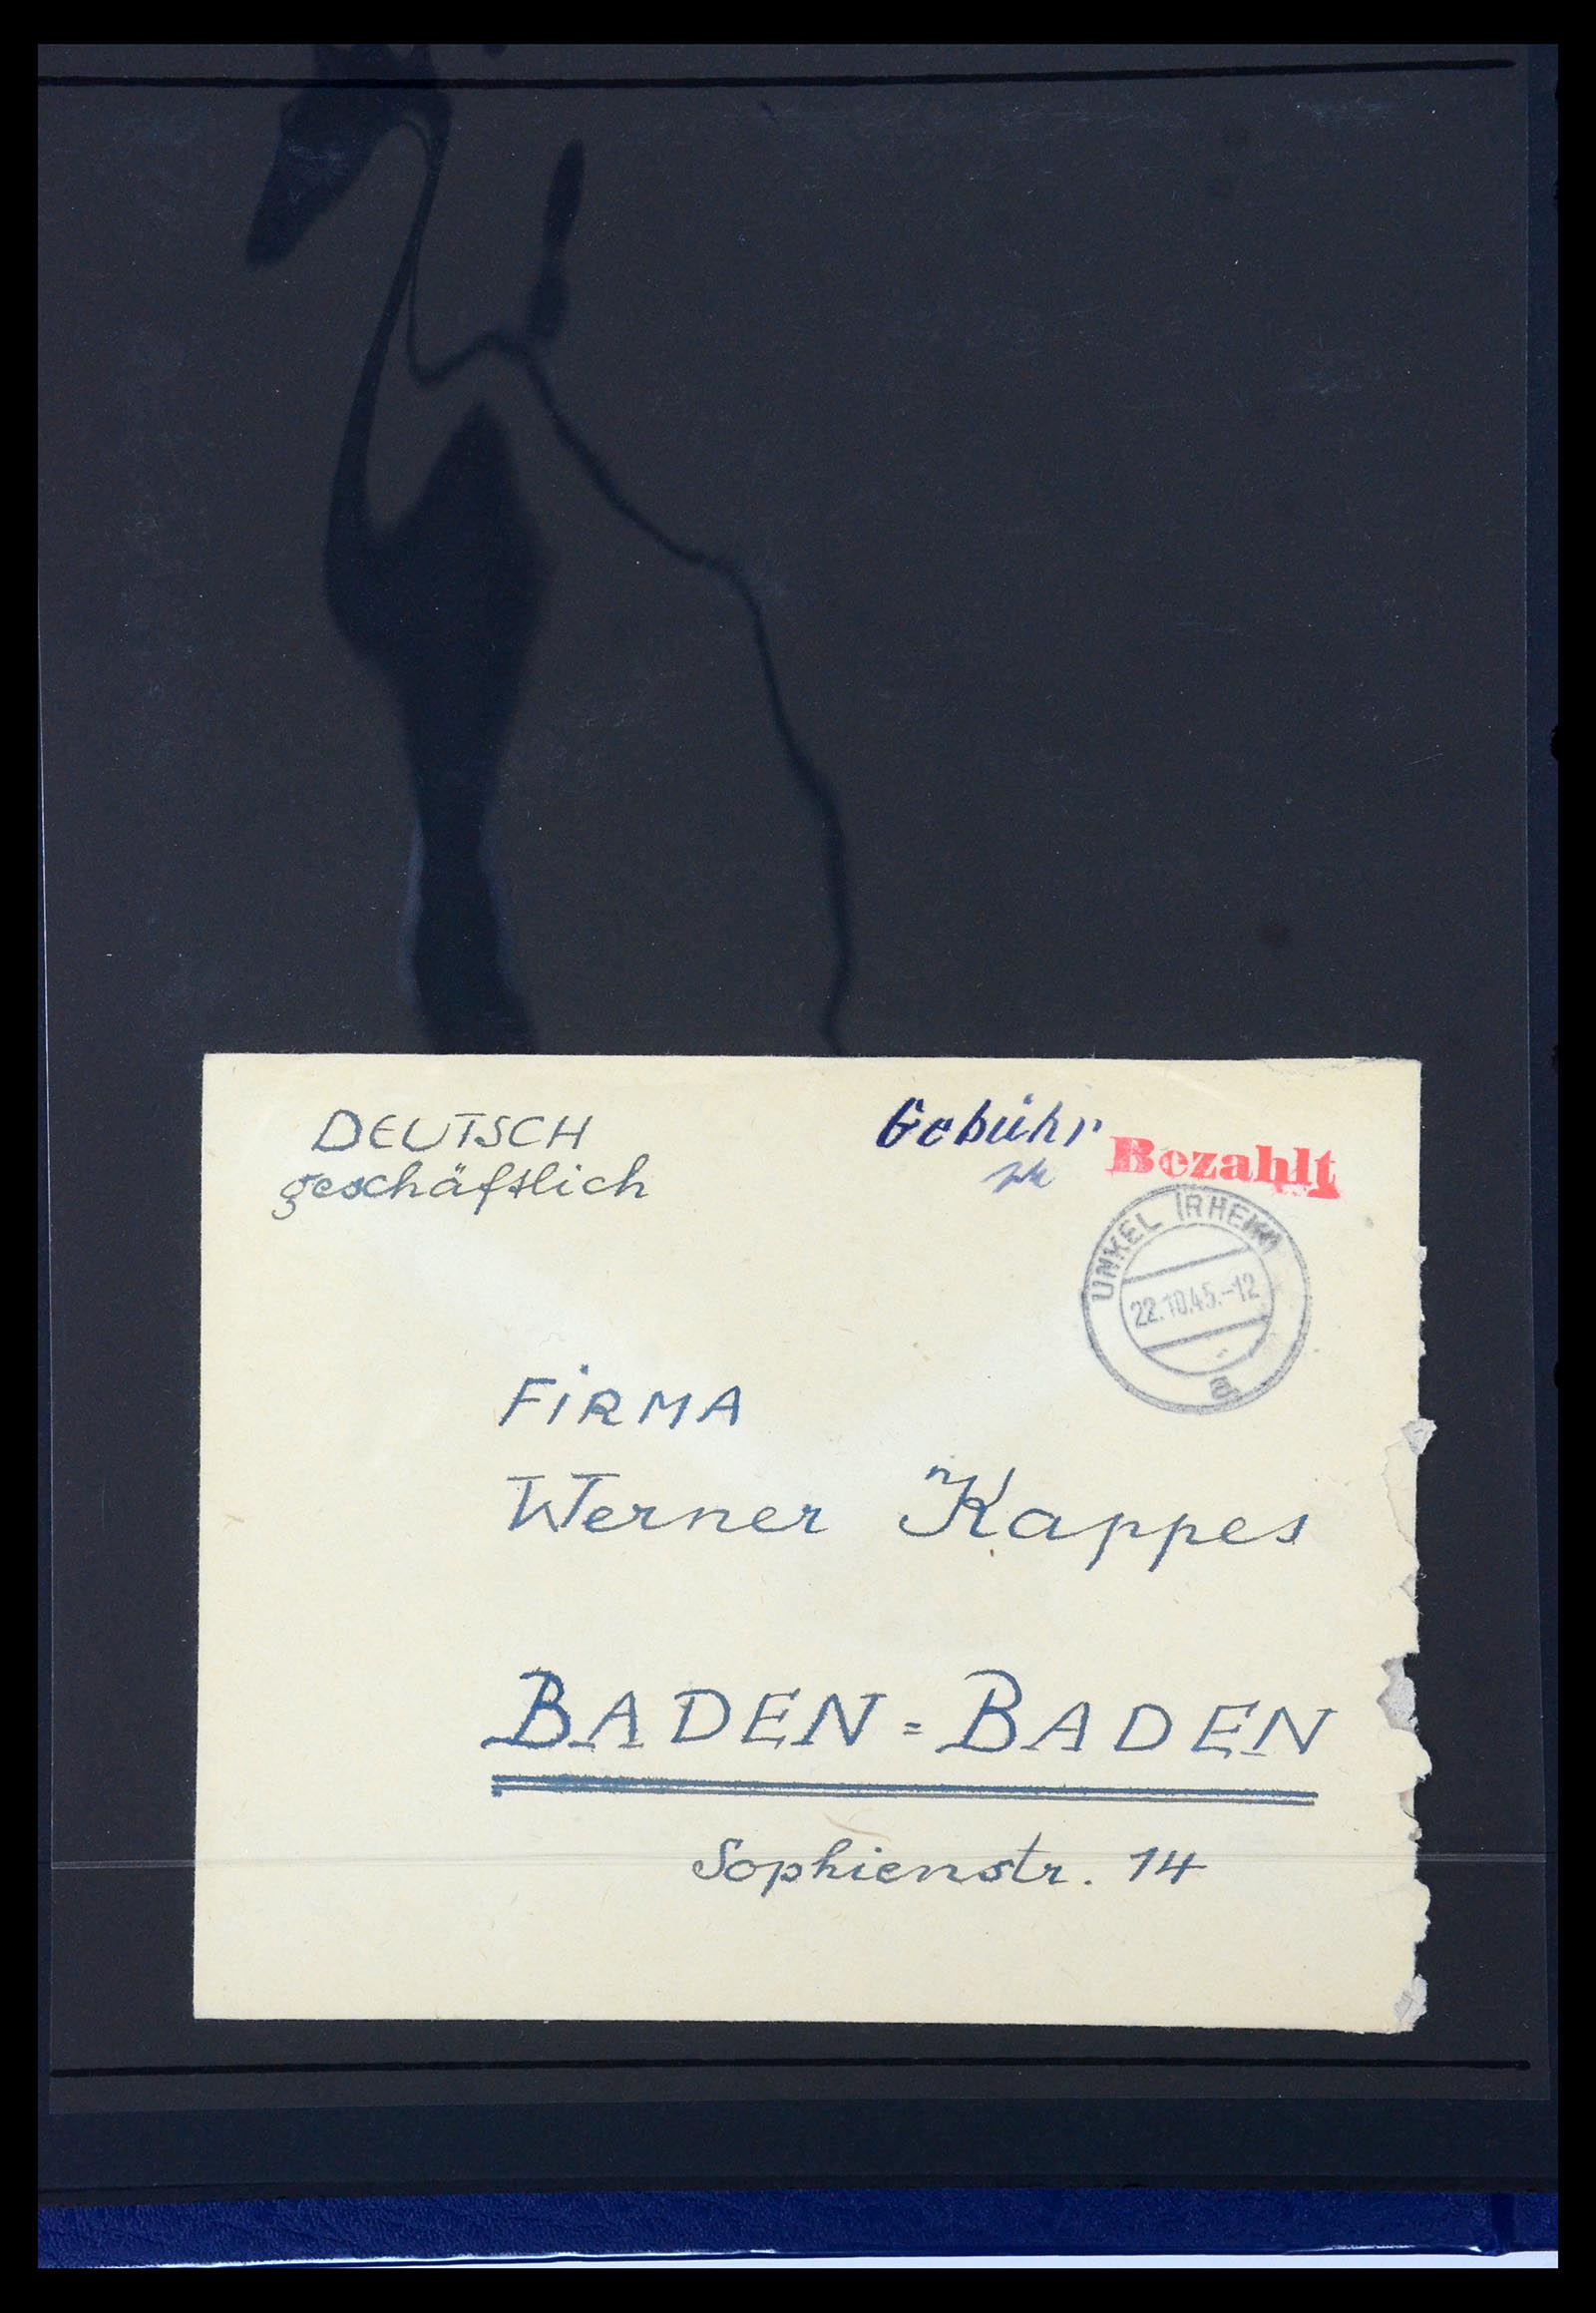 DEUTSCH
geschäftlich
Gebühr
Bezahlt
UNKEL (RHEIN)
22.10.45.-12
a
FIRMA
Werner Kappes
BADEN=BADEN
Sophienstr. 14